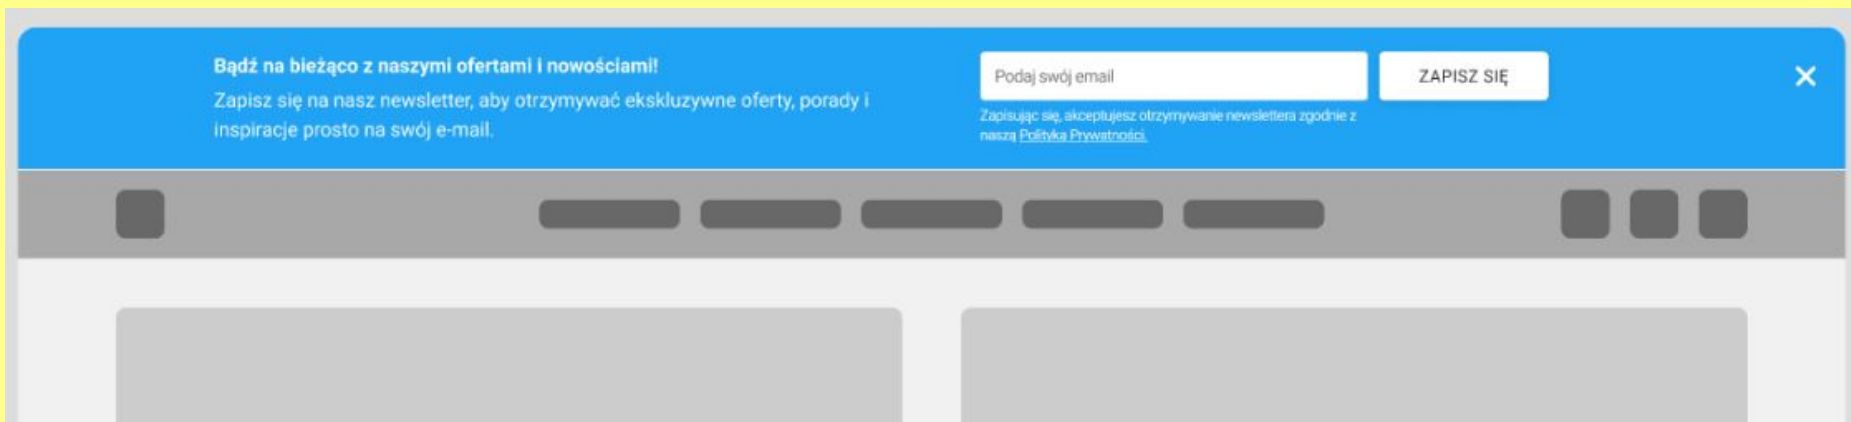 Bądź na bieżąco z naszymi ofertami i nowościami!
Zapisz się na nasz newsletter, aby otrzymywać ekskluzywne oferty, porady i
inspiracje prosto na swój e-mail.
Podaj swój email
ZAPISZ SIĘ
Zapisując się, akceptujesz otrzymywanie newslettera zgodnie z
naszą Polityka Prywatności.